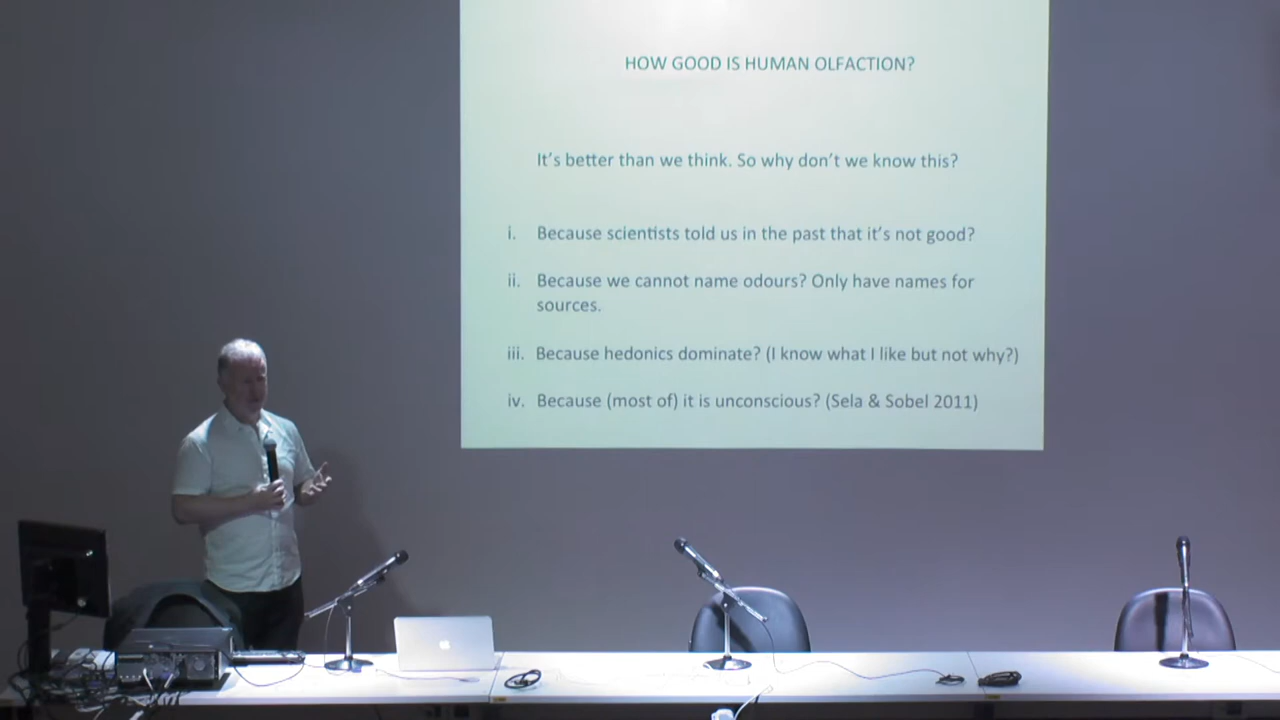 HOW GOOD IS HUMAN OLFACTION?
It's better than we think. So why don't we know this?
i. Because scientists told us in the past that it's not good?
ii. Because we cannot name odours? Only have names for
sources.
iii. Because hedonics dominate? (I know what I like but not why?)
iv. Because (most of) it is unconscious? (Sela & Sobel 2011)